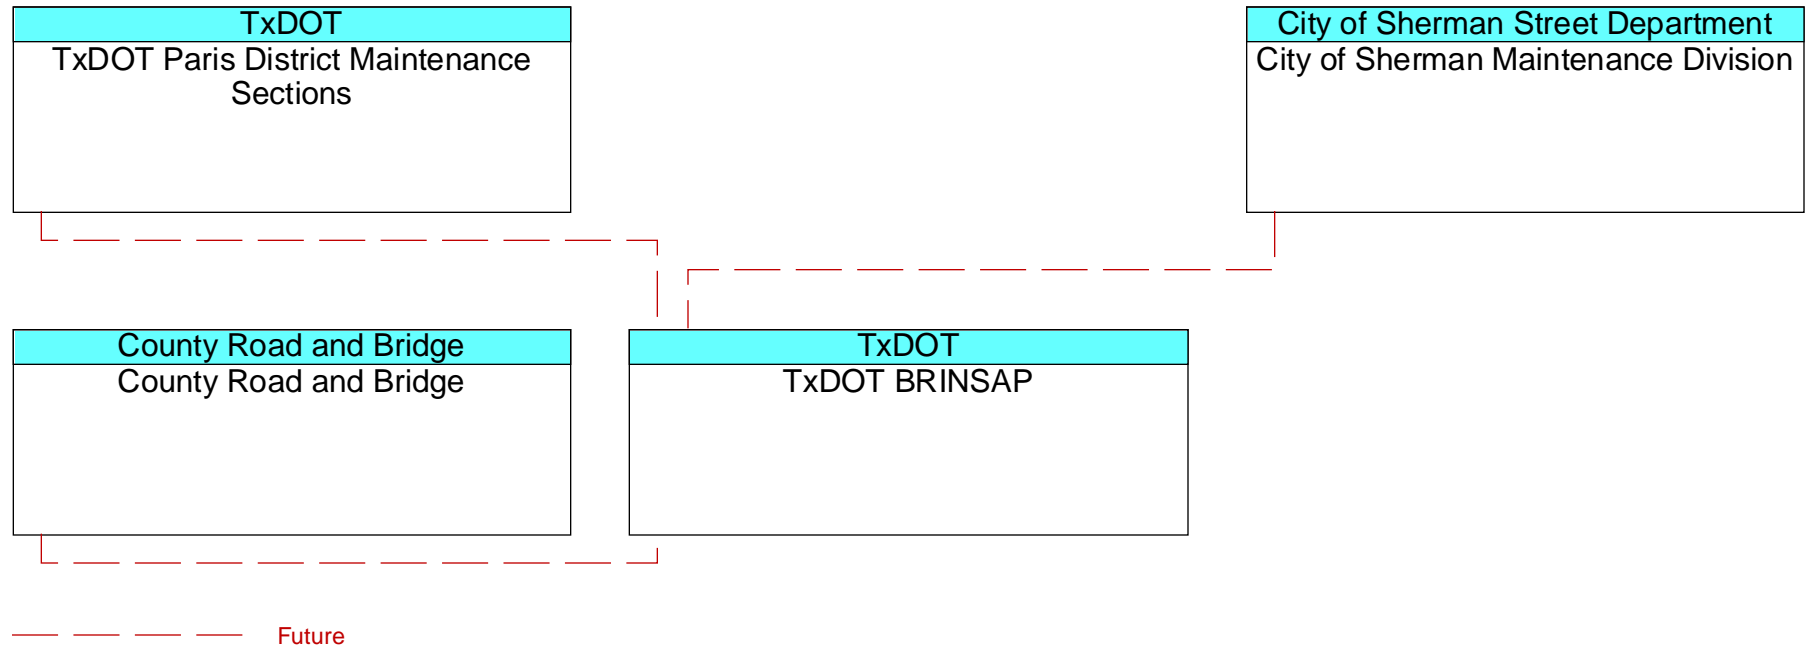 TxDOT
TxDOT Paris District Maintenance
Sections
City of Sherman Street Department
City of Sherman Maintenance Division
County Road and Bridge
County Road and Bridge
TxDOT
TxDOT BRINSAP
Future